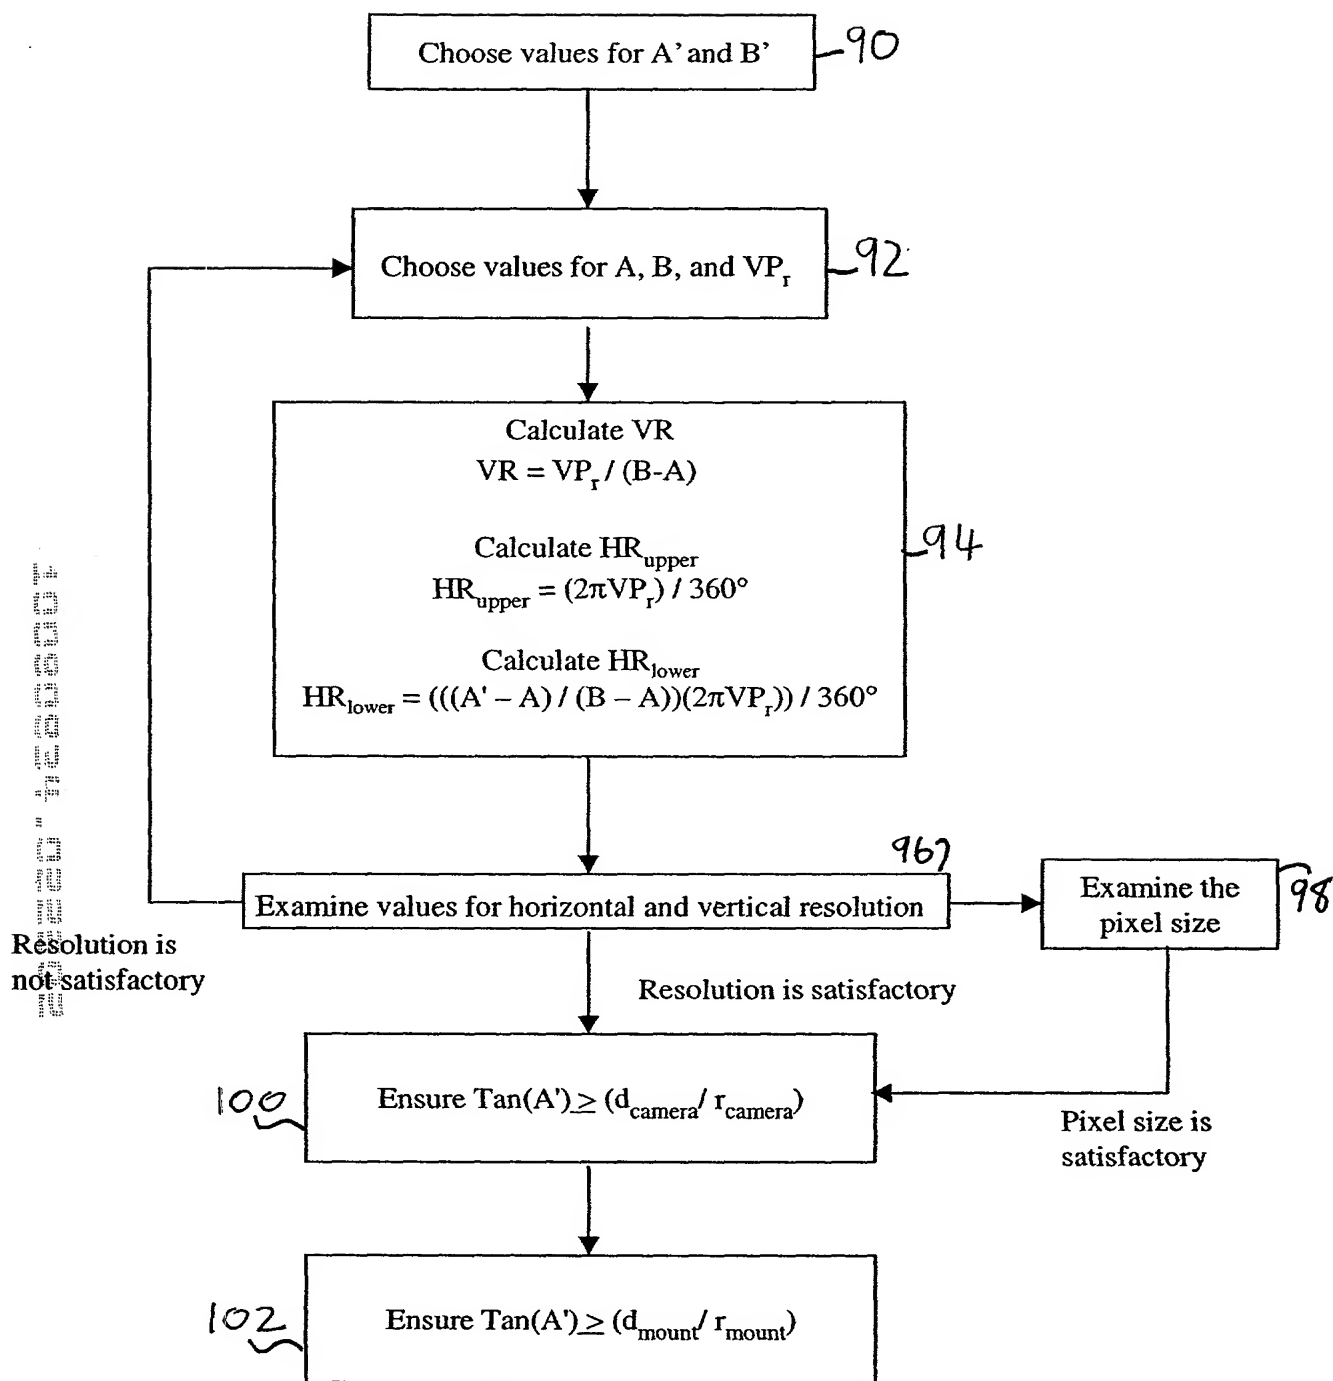 Choose values for A' and B'
90
Choose values for A, B, and VPr
92
Calculate VR
VR = VPr / (B-A)
Calculate HRupper
HRupper = (2πVPr) / 360°
94
Calculate HRlower
HRlower = (((A' – A) / (B – A))(2πVPr)) / 360°
96
Examine values for horizontal and vertical resolution
Examine the
pixel size
98
Resolution is
not satisfactory
Resolution is satisfactory
100
Ensure Tan(A') ≥ (dcamera/ rcamera)
Pixel size is
satisfactory
102
Ensure Tan(A') ≥ (dmount/ rmount)